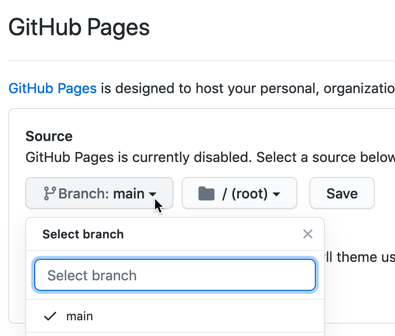 GitHub Pages
GitHub Pages is designed to host your personal, organizatio
Source
GitHub Pages is currently disabled. Select a source below
Branch: main / (root) Save
Select branch
ll theme us
Select branch
main